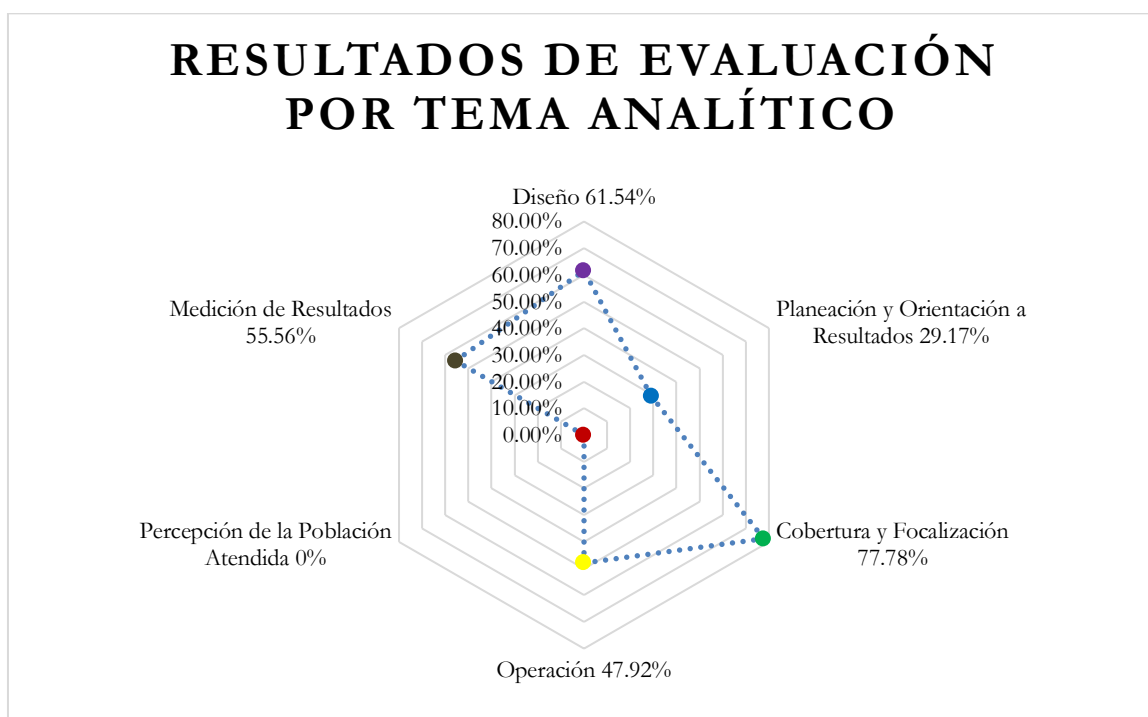 RESULTADOS DE EVALUACIÓN
POR TEMA ANALÍTICO
Diseño 61.54%
80.00%
70.00%
60.00%
50.00%
40.00%
30.00%
20.00%
10.00%
0.00%
Planeación y Orientación a
Resultados 29.17%
Cobertura y Focalización
77.78%
Operación 47.92%
Percepción de la Población
Atendida 0%
Medición de Resultados
55.56%